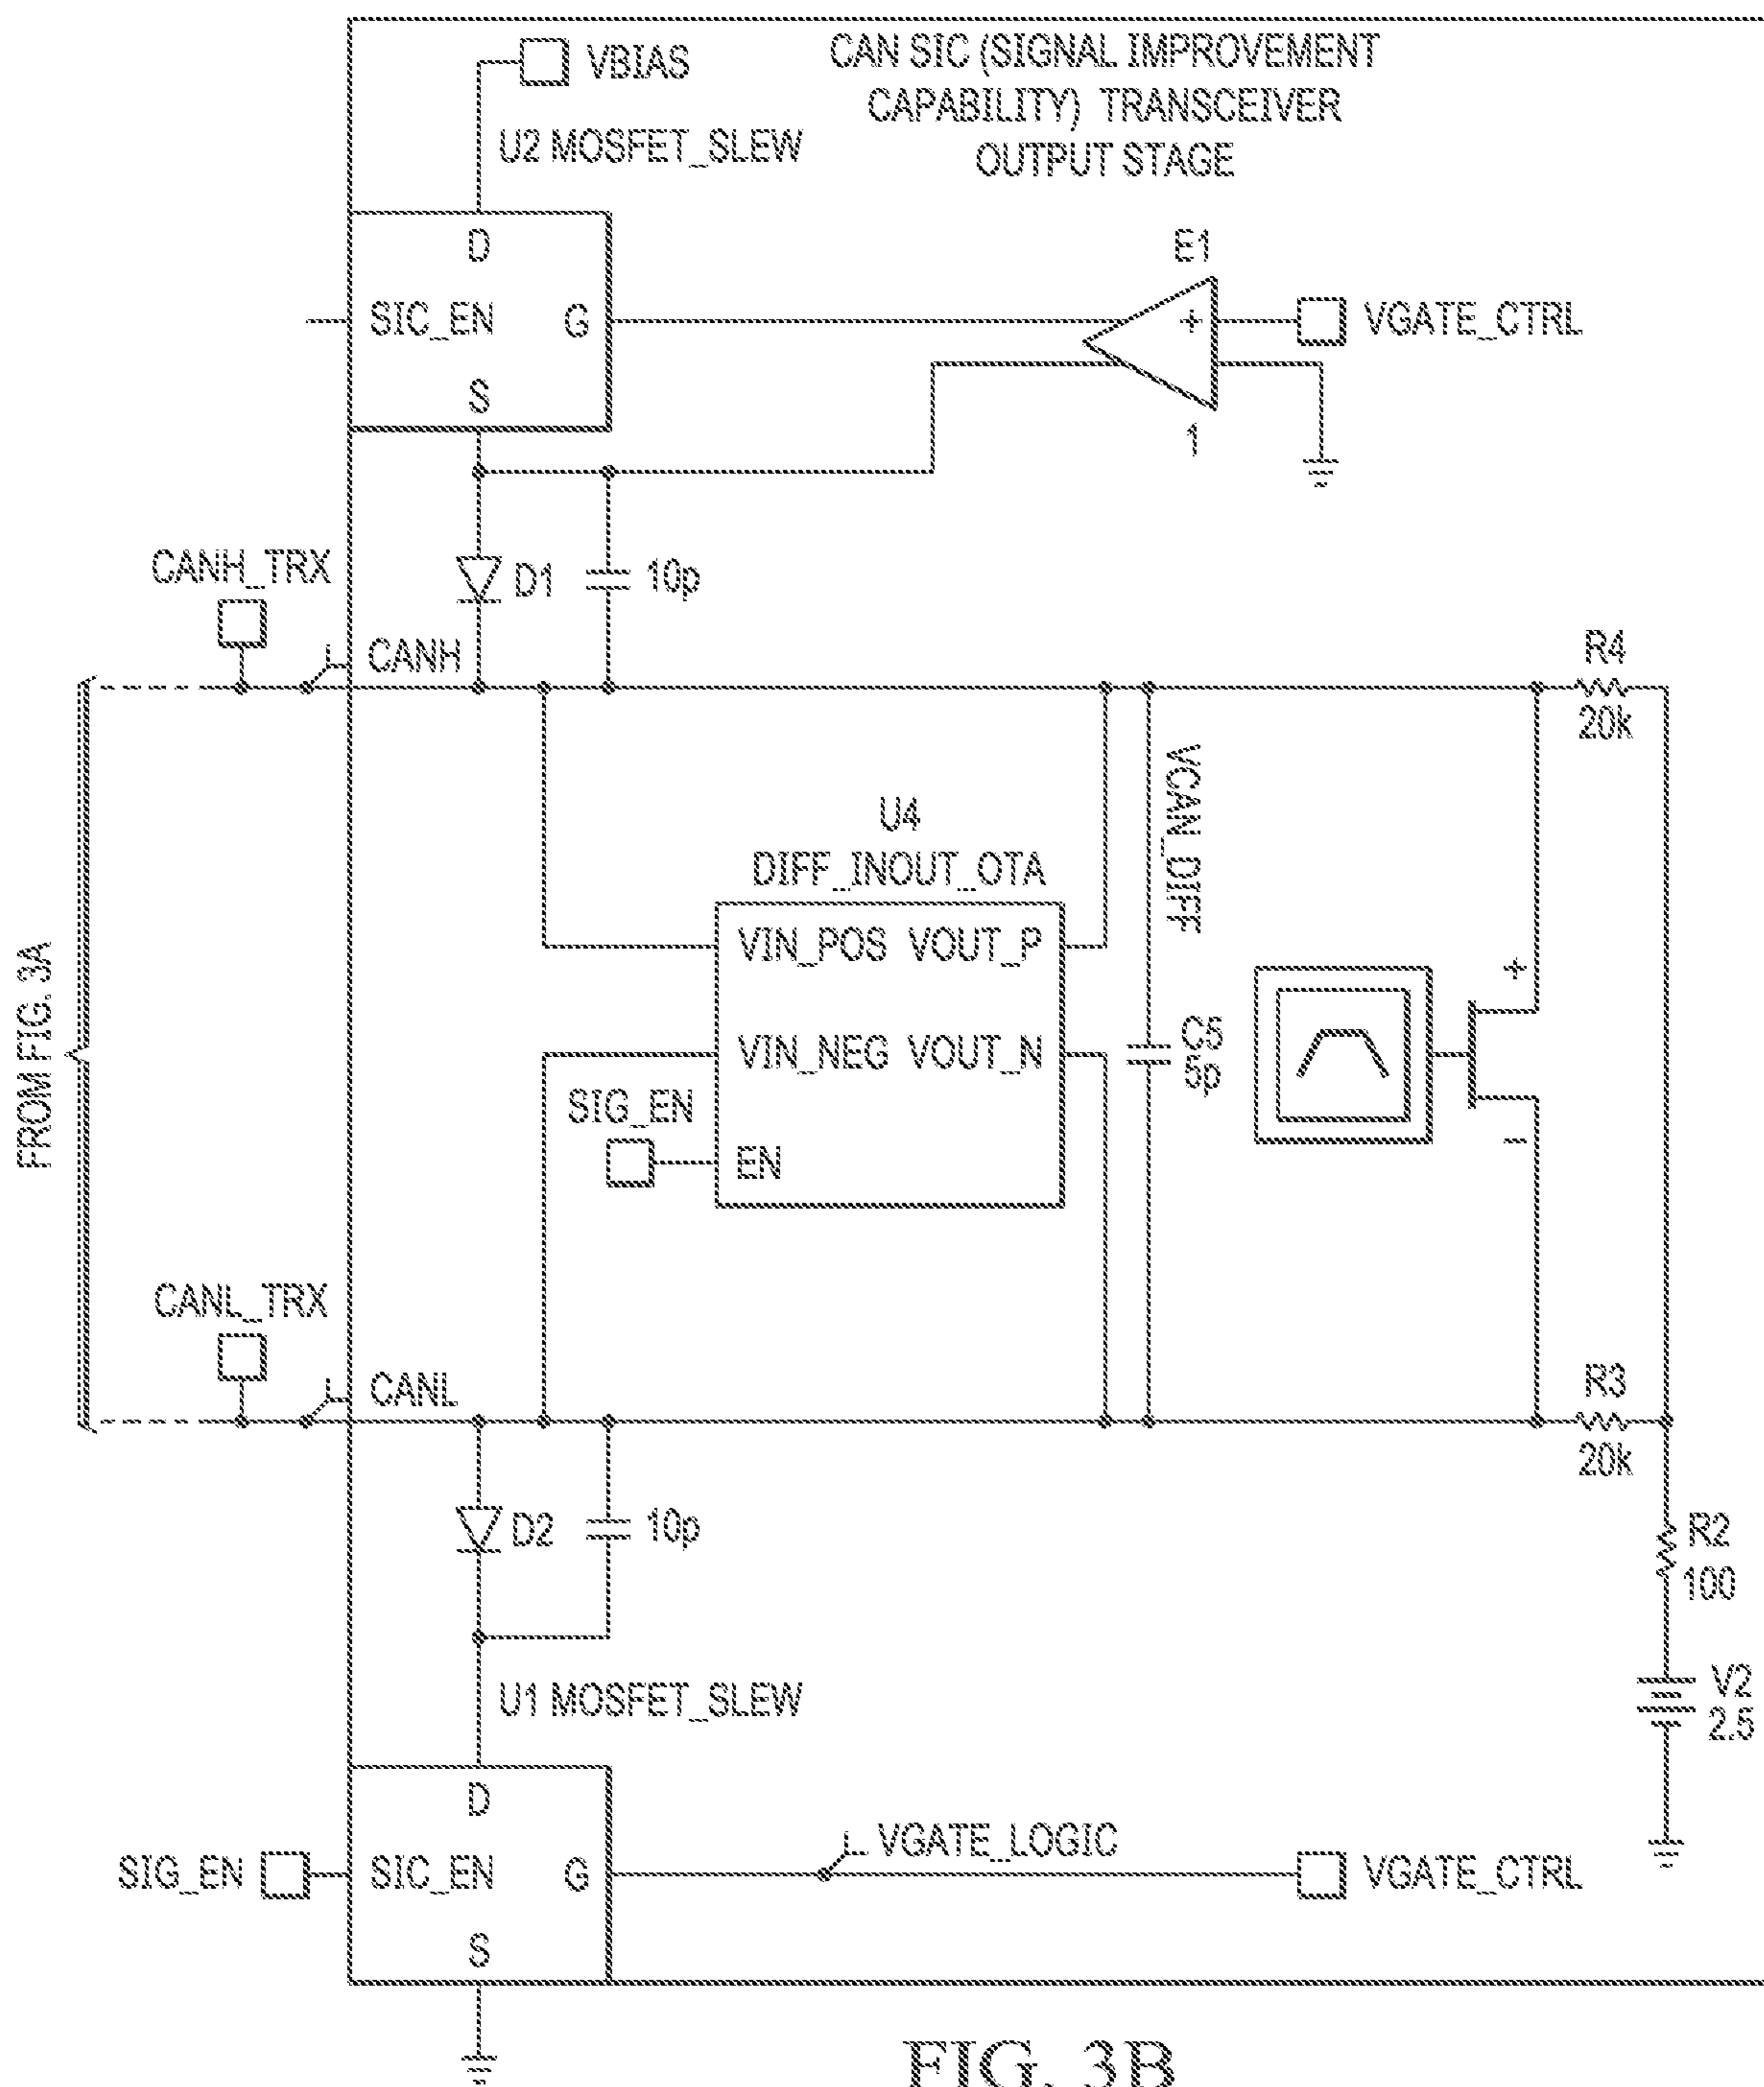 CAN SIC (SIGNAL IMPROVEMENT
CAPABILITY) TRANSCEIVER
OUTPUT STAGE
VBIAS
U2 MOSFET_SLEW
D
SIC_EN
G
S
E1
+
1
VGATE_CTRL
CANH_TRX
D1
10p
CANH
R4
20k
VCAN_DIFF
U4
DIFF_INOUT_OTA
VIN_POS VOUT_P
VIN_NEG VOUT_N
SIG_EN
EN
C5
5p
+
−
FROM FIG. 3A
CANL_TRX
CANL
R3
20k
D2
10p
R2
100
U1 MOSFET_SLEW
V2
2.5
D
SIG_EN
SIC_EN
G
S
VGATE_LOGIC
VGATE_CTRL
FIG. 3B